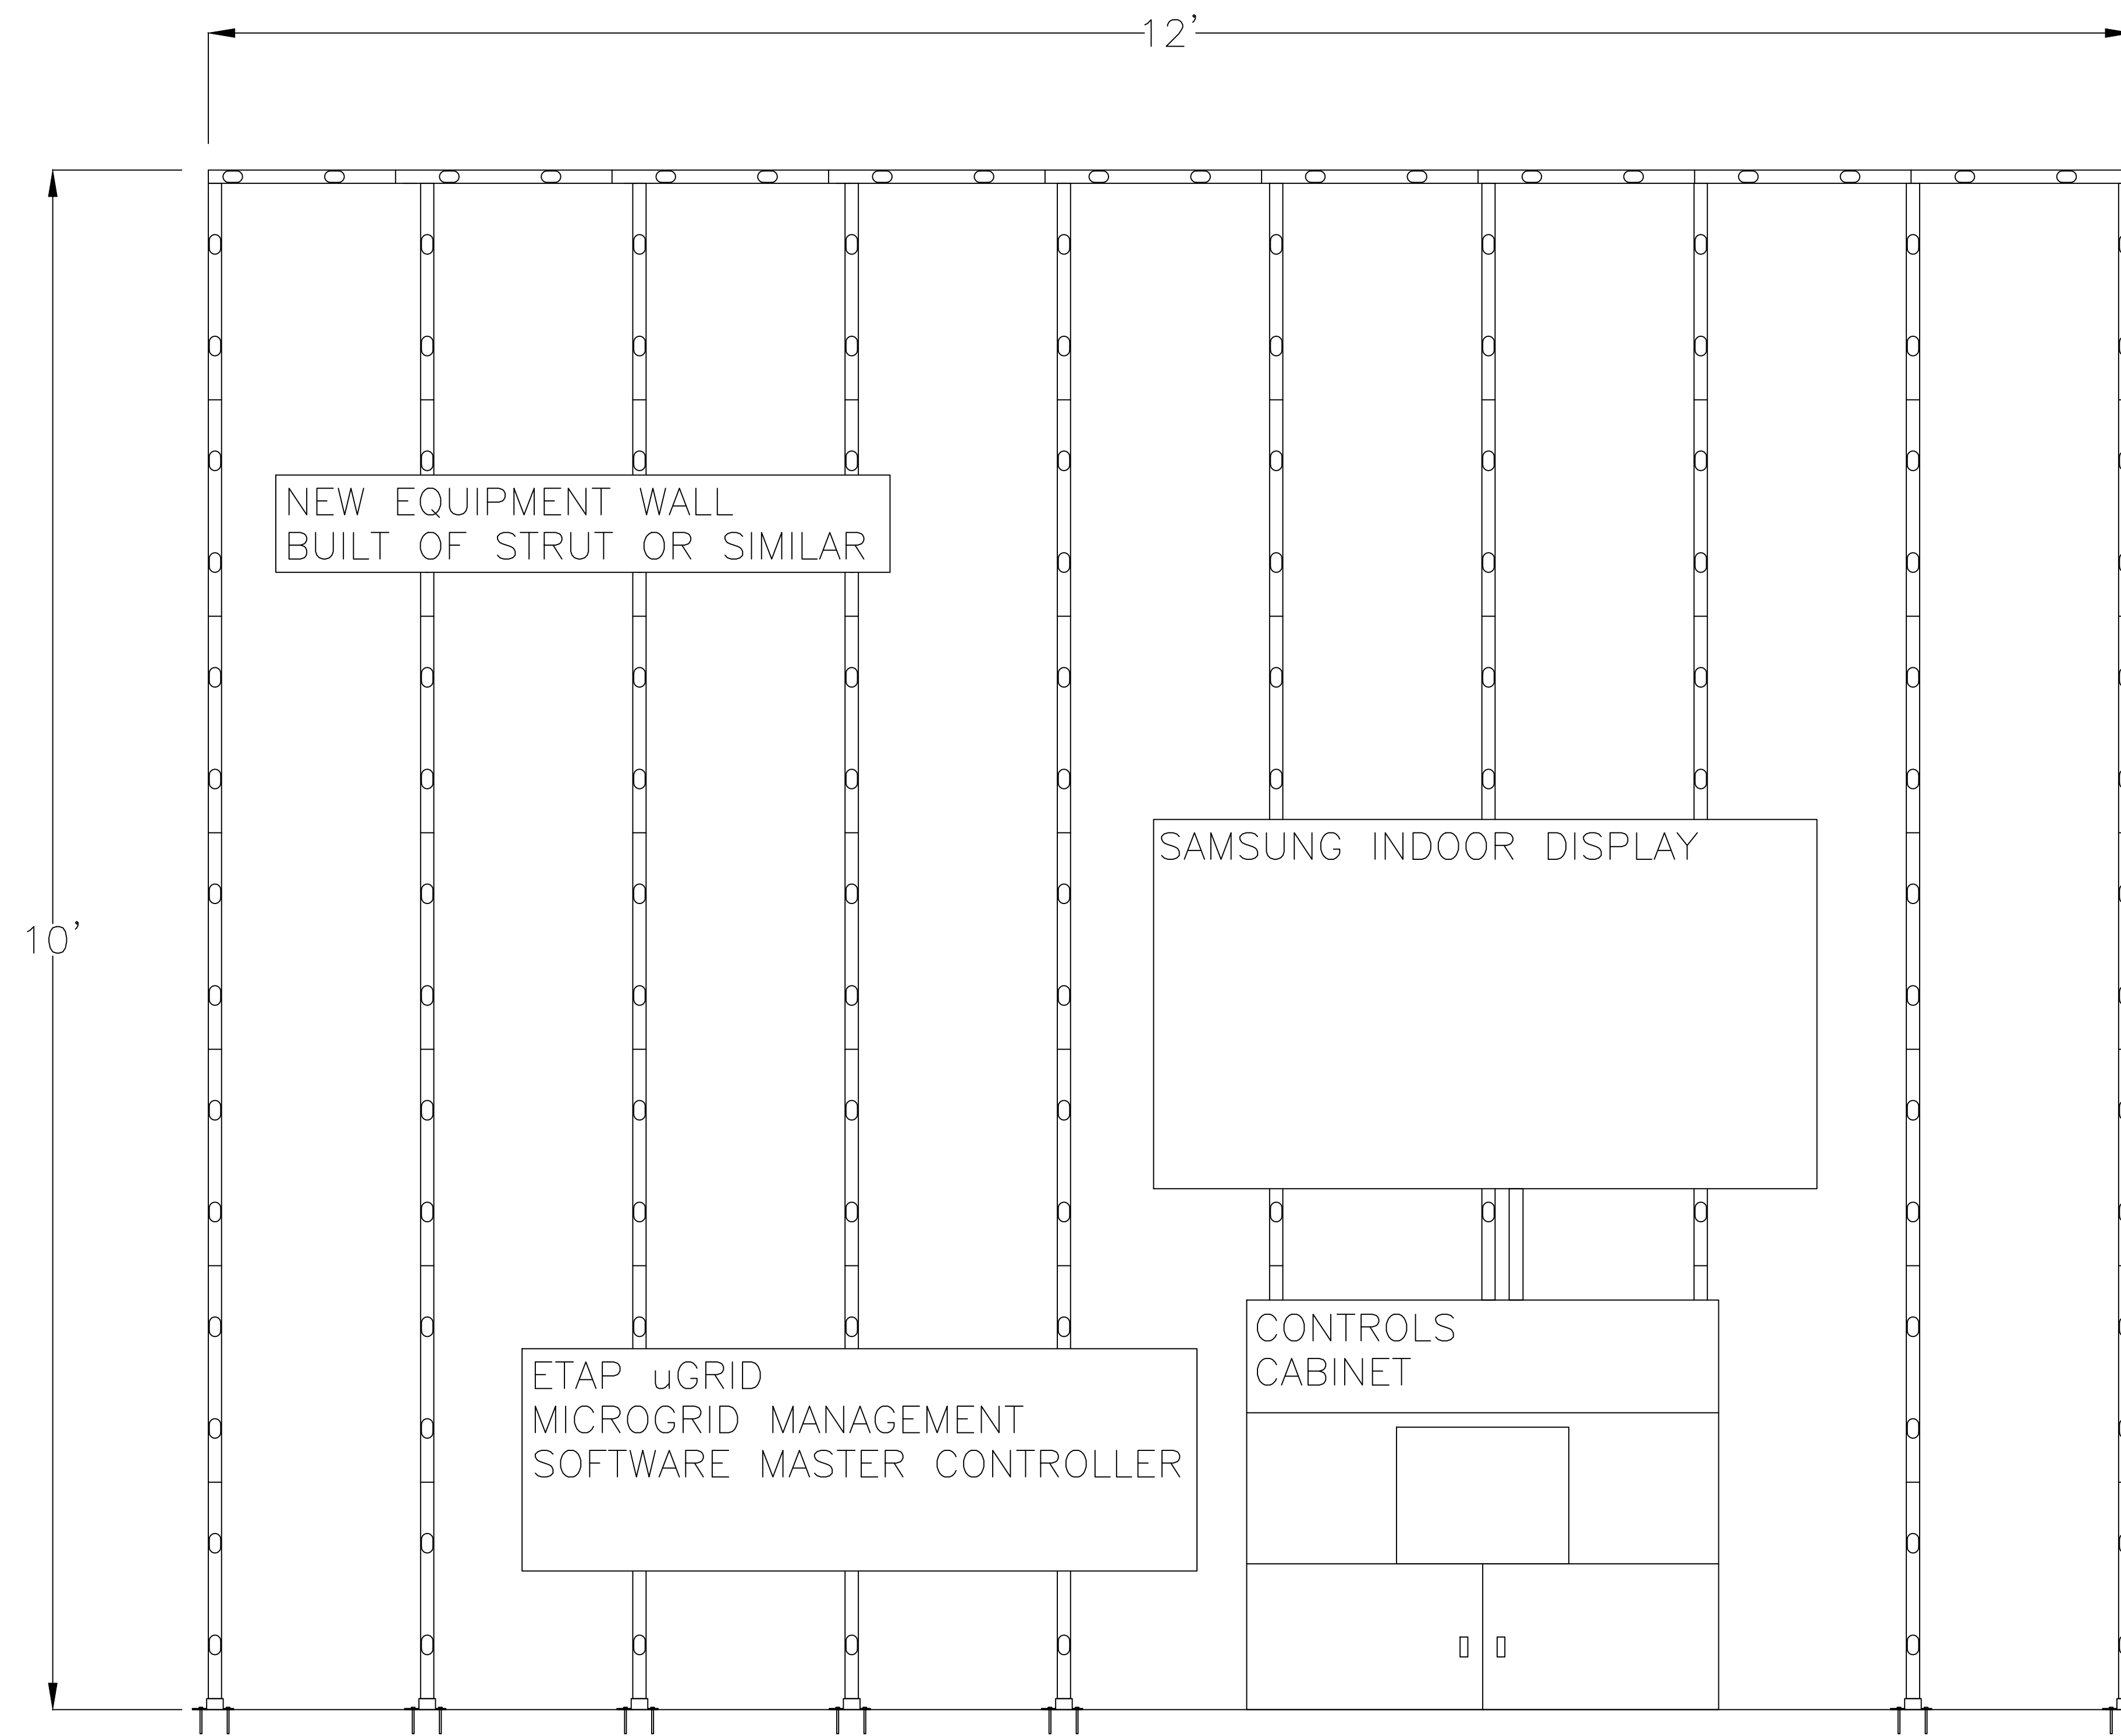 12'
NEW EQUIPMENT WALL
BUILT OF STRUT OR SIMILAR
SAMSUNG INDOOR DISPLAY
10'
CONTROLS
CABINET
ETAP uGRID
MICROGRID MANAGEMENT
SOFTWARE MASTER CONTROLLER